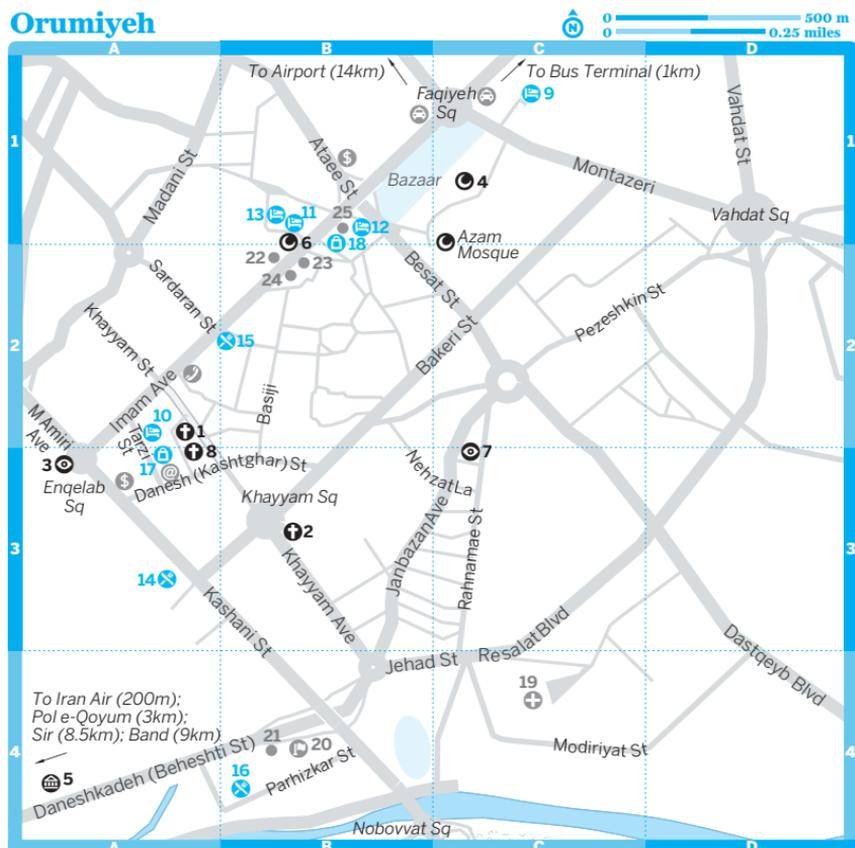 Orumiyeh
N
0 500 m
0 0.25 miles
A B C D
To Airport (14km)
To Bus Terminal (1km)
Faqiyeh
Sq
9
1
1
Madani St
Ataee St
$
Vahdat St
Montazeri
Bazaar
4
13
11
25
12
Vahdat Sq
6
18
Azam
Mosque
22
23
24
Sardaran St
Besat St
Khayyam St
15
Bakeri St
Pezeshkin St
2
2
Imam Ave
Basiji
M Amiri
Ave
10
Tarzi
St
1
8
7
3
17
@
$
Enqelab
Sq
Danesh (Kashtghar) St
Nehzat La
Khayyam Sq
2
3
3
14
Khayyam Ave
Janbazan Ave
Rahnamae St
Kashani St
Resalat Blvd
Jehad St
Dastqeyb Blvd
19
To Iran Air (200m);
Pol e-Qoyum (3km);
Sir (8.5km); Band (9km)
4
4
21
20
Modiriyat St
5
Daneshkadeh (Beheshti St)
16
Parhizkar St
Nobovvat Sq
A B C D